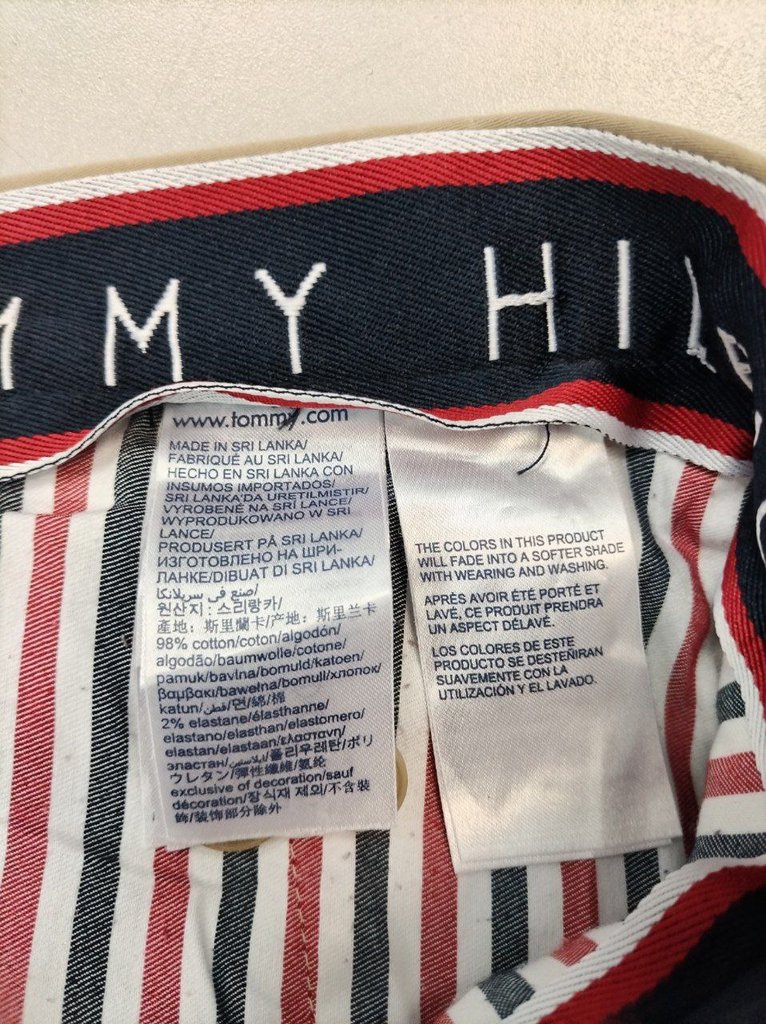 MMY HIL
www.tommy.com
MADE IN SRI LANKA/
FABRIQUÉ AU SRI LANKA/
HECHO EN SRI LANKA CON
INSUMOS IMPORTADOS/
SRI LANKA'DA URETILMISTIR/
VYROBENE NA SRÍ LANCE/
WYPRODUKOWANO W SRI
LANCE/
PRODUSERT PÅ SRI LANKA/
ИЗГОТОВЛЕНО НА ШРИ-
ЛАНКЕ/DIBUAT DI SRI LANKA/
صنع في سريلانكا/
원산지 : 스리랑카/
產地：斯里蘭卡/产地：斯里兰卡
98% cotton/coton/algodón/
algodão/baumwolle/cotone/
pamuk/bavlna/bomuld/katoen/
βαμβακι/bawełna/bomull/хлопок/
katun/قطن/면/綿/棉
2% elastane/élasthanne/
elastano/elasthan/elastomero/
elastan/elastaan/ελαστανη/
эластан/ايلاستين/폴리우레탄/ポリ
ウレタン/彈性纖維/氨纶
exclusive of decoration/sauf
décoration/장식재 제외/不含裝
飾/装饰部分除外
THE COLORS IN THIS PRODUCT
WILL FADE INTO A SOFTER SHADE
WITH WEARING AND WASHING.
APRÈS AVOIR ÉTÉ PORTÉ ET
LAVÉ, CE PRODUIT PRENDRA
UN ASPECT DÉLAVÉ.
LOS COLORES DE ESTE
PRODUCTO SE DESTEÑIRAN
SUAVEMENTE CON LA
UTILIZACIÓN Y EL LAVADO.